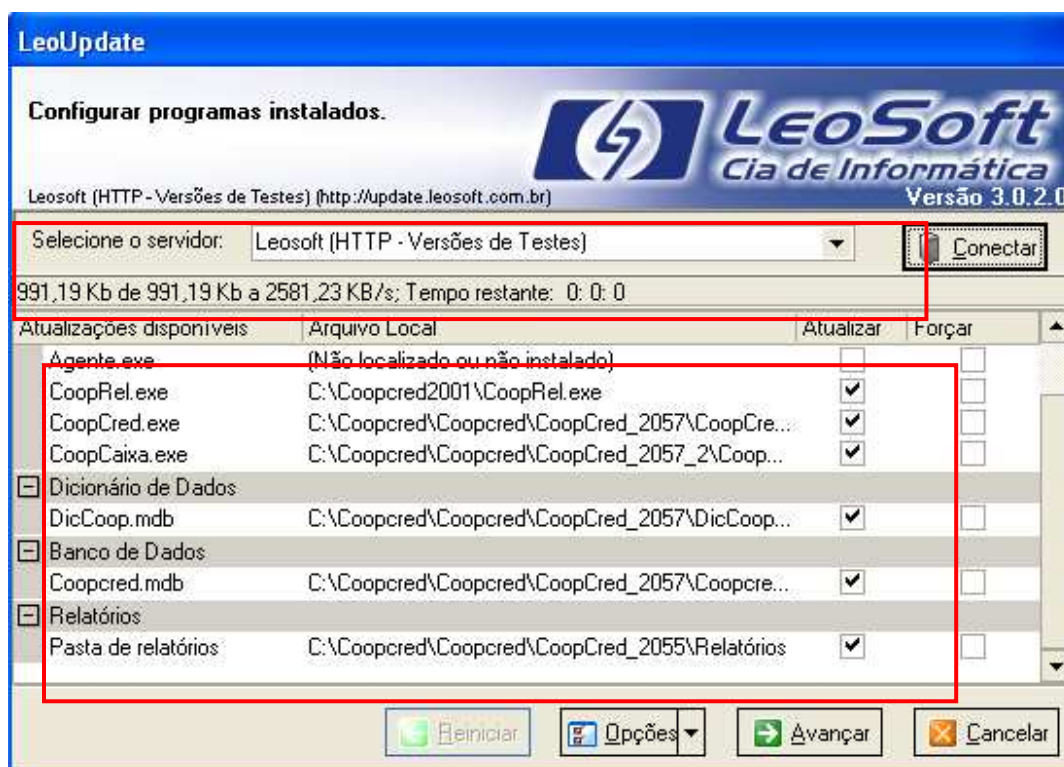 LeoUpdate
Configurar programas instalados.
LeoSoft
Cia de Informática
Leosoft (HTTP - Versões de Testes) (http://update.leosoft.com.br)
Versão 3.0.2.0
Selecione o servidor: Leosoft (HTTP - Versões de Testes) Conectar
991,19 Kb de 991,19 Kb a 2581,23 KB/s; Tempo restante: 0: 0: 0
Atualizações disponíveis Arquivo Local Atualizar Forçar
Agente.exe (Não localizado ou não instalado)
CoopRel.exe C:\Coopcred2001\CoopRel.exe
CoopCred.exe C:\Coopcred\Coopcred\CoopCred_2057\CoopCre...
CoopCaixa.exe C:\Coopcred\Coopcred\CoopCred_2057_2\Coop...
Dicionário de Dados
DicCoop.mdb C:\Coopcred\Coopcred\CoopCred_2057\DicCoop...
Banco de Dados
Coopcred.mdb C:\Coopcred\Coopcred\CoopCred_2057\Coopcre...
Relatórios
Pasta de relatórios C:\Coopcred\Coopcred\CoopCred_2055\Relatórios
Reiniciar Opções Avançar Cancelar